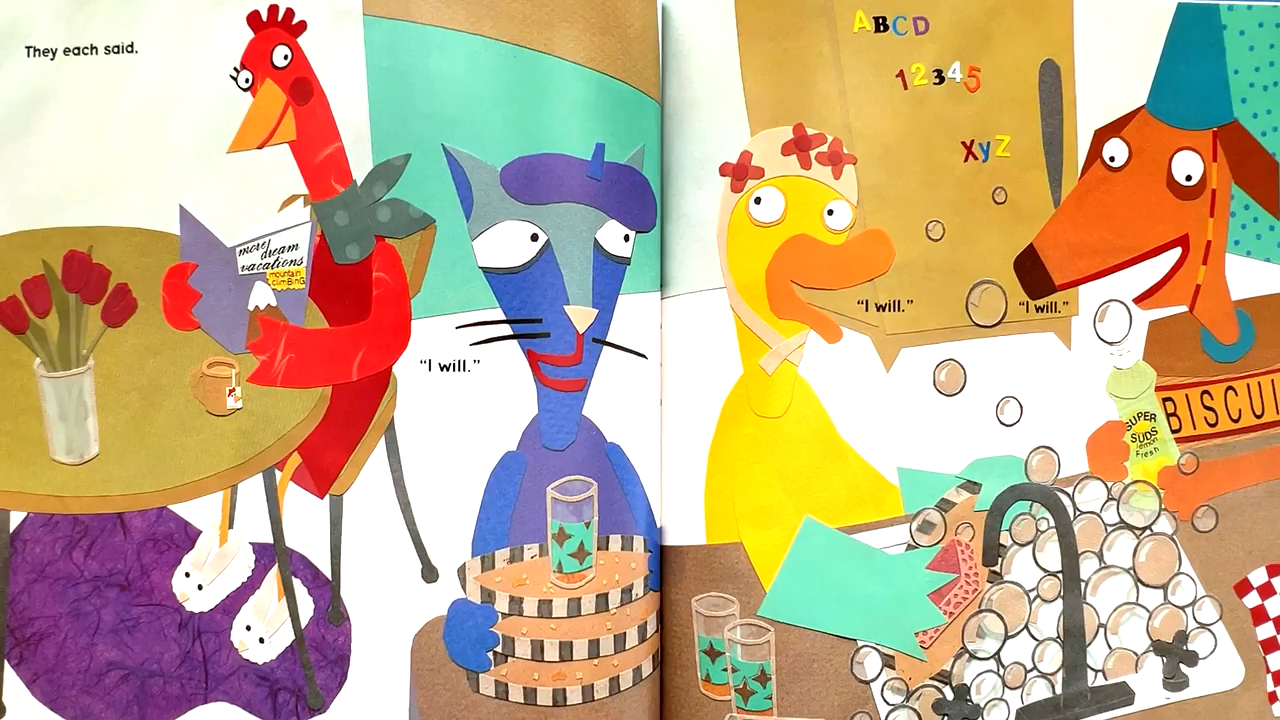 They each said,
more dream
vacations
mountain
climBinG
"I will."
ABCD
12345
XyZ
"I will."
"I will."
SUPER
SUDS
lemon
Fresh
BISCUI